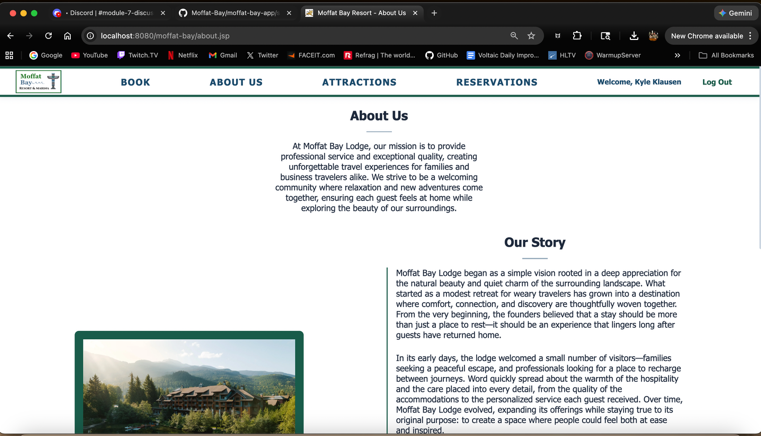 - Discord | #module-7-discus
Moffat-Bay/moffat-bay-app/s
Moffat Bay Resort - About Us
Gemini
localhost:8080/moffat-bay/about.jsp
New Chrome available
Google
YouTube
Twitch.TV
Netflix
Gmail
Twitter
FACEIT.com
Refrag | The world...
GitHub
Voltaic Daily Impro...
HLTV
WarmupServer
All Bookmarks
Moffat
Bay
RESORT & MARINA
BOOK
ABOUT US
ATTRACTIONS
RESERVATIONS
Welcome, Kyle Klausen
Log Out
About Us
At Moffat Bay Lodge, our mission is to provide
professional service and exceptional quality, creating
unforgettable travel experiences for families and
business travelers alike. We strive to be a welcoming
community where relaxation and new adventures come
together, ensuring each guest feels at home while
exploring the beauty of our surroundings.
Our Story
Moffat Bay Lodge began as a simple vision rooted in a deep appreciation for
the natural beauty and quiet charm of the surrounding landscape. What
started as a modest retreat for weary travelers has grown into a destination
where comfort, connection, and discovery are thoughtfully woven together.
From the very beginning, the founders believed that a stay should be more
than just a place to rest—it should be an experience that lingers long after
guests have returned home.
In its early days, the lodge welcomed a small number of visitors—families
seeking a peaceful escape, and professionals looking for a place to recharge
between journeys. Word quickly spread about the warmth of the hospitality
and the care placed into every detail, from the quality of the
accommodations to the personalized service each guest received. Over time,
Moffat Bay Lodge evolved, expanding its offerings while staying true to its
original purpose: to create a space where people could feel both at ease
and inspired.